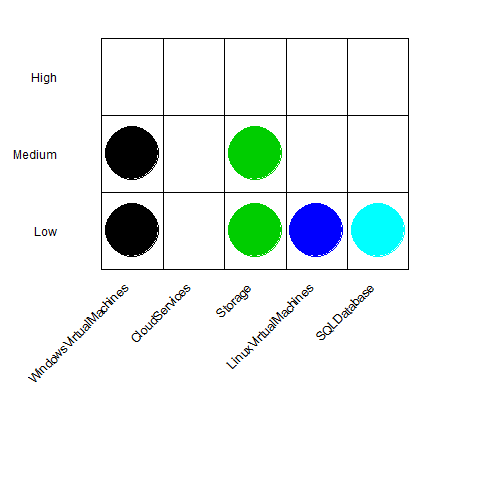 High
Medium
Low
WindowsVirtualMachines
CloudServices
Storage
LinuxVirtualMachines
SQLDatabase